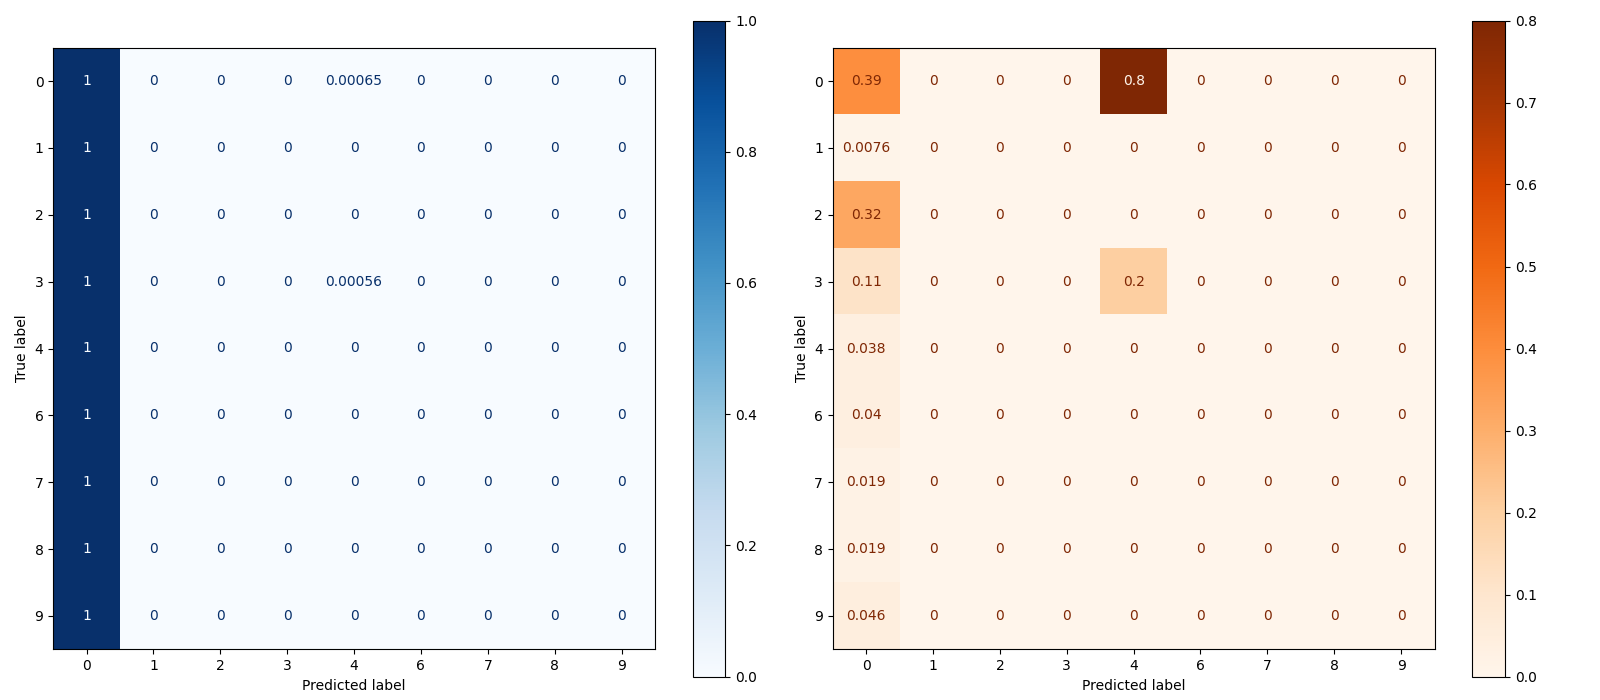 0 1 0 0 0 0.00065 0 0 0 0
1 1 0 0 0 0 0 0 0 0
2 1 0 0 0 0 0 0 0 0
3 1 0 0 0 0.00056 0 0 0 0
4 1 0 0 0 0 0 0 0 0
6 1 0 0 0 0 0 0 0 0
7 1 0 0 0 0 0 0 0 0
8 1 0 0 0 0 0 0 0 0
9 1 0 0 0 0 0 0 0 0
0 1 2 3 4 6 7 8 9
True label
Predicted label
1.0
0.8
0.6
0.4
0.2
0.0
0 0.39 0 0 0 0.8 0 0 0 0
1 0.0076 0 0 0 0 0 0 0 0
2 0.32 0 0 0 0 0 0 0 0
3 0.11 0 0 0 0.2 0 0 0 0
4 0.038 0 0 0 0 0 0 0 0
6 0.04 0 0 0 0 0 0 0 0
7 0.019 0 0 0 0 0 0 0 0
8 0.019 0 0 0 0 0 0 0 0
9 0.046 0 0 0 0 0 0 0 0
0 1 2 3 4 6 7 8 9
True label
Predicted label
0.8
0.7
0.6
0.5
0.4
0.3
0.2
0.1
0.0